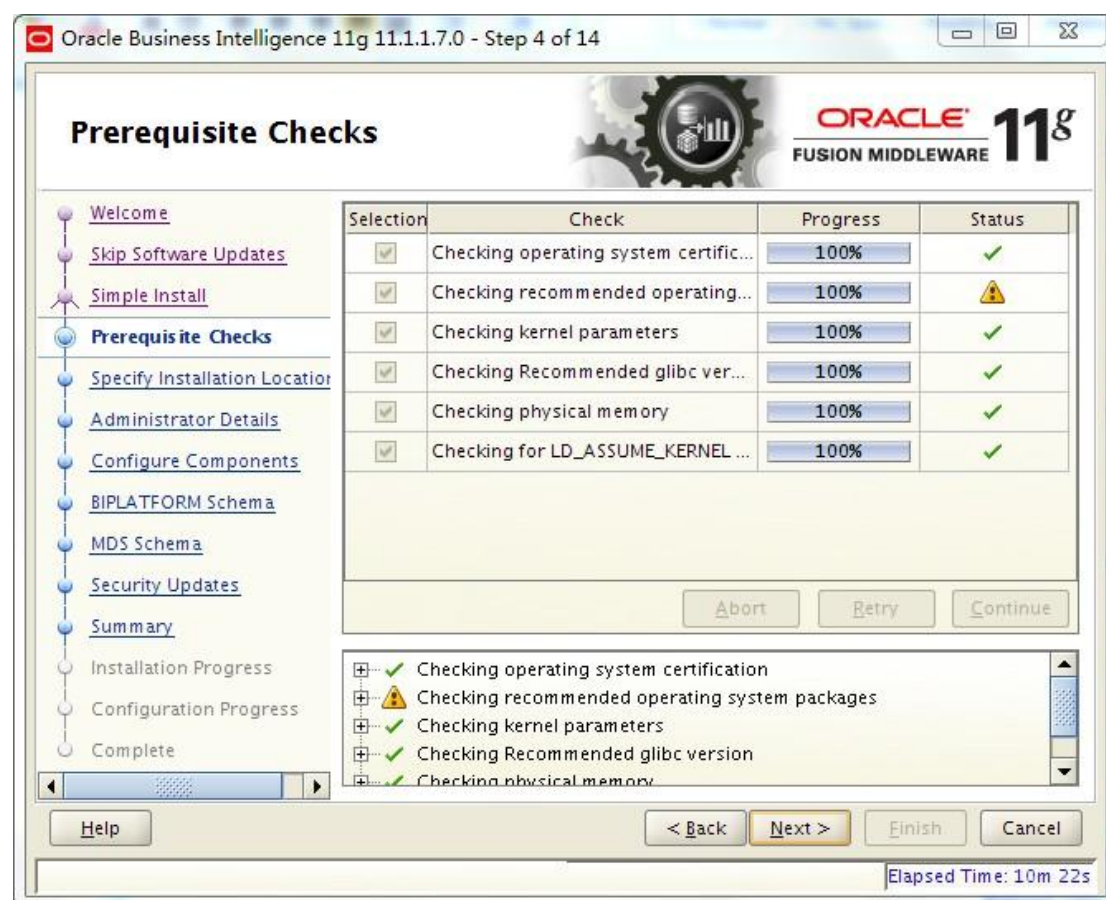 Oracle Business Intelligence 11g 11.1.1.7.0 - Step 4 of 14
Prerequisite Checks
ORACLE
FUSION MIDDLEWARE
11g
Welcome
Skip Software Updates
Simple Install
Prerequisite Checks
Specify Installation Location
Administrator Details
Configure Components
BIPLATFORM Schema
MDS Schema
Security Updates
Summary
Installation Progress
Configuration Progress
Complete
Selection Check Progress Status
Checking operating system certific... 100%
Checking recommended operating... 100%
Checking kernel parameters 100%
Checking Recommended glibc ver... 100%
Checking physical memory 100%
Checking for LD_ASSUME_KERNEL ... 100%
Abort Retry Continue
Checking operating system certification
Checking recommended operating system packages
Checking kernel parameters
Checking Recommended glibc version
Checking physical memory
Help < Back Next > Finish Cancel
Elapsed Time: 10m 22s